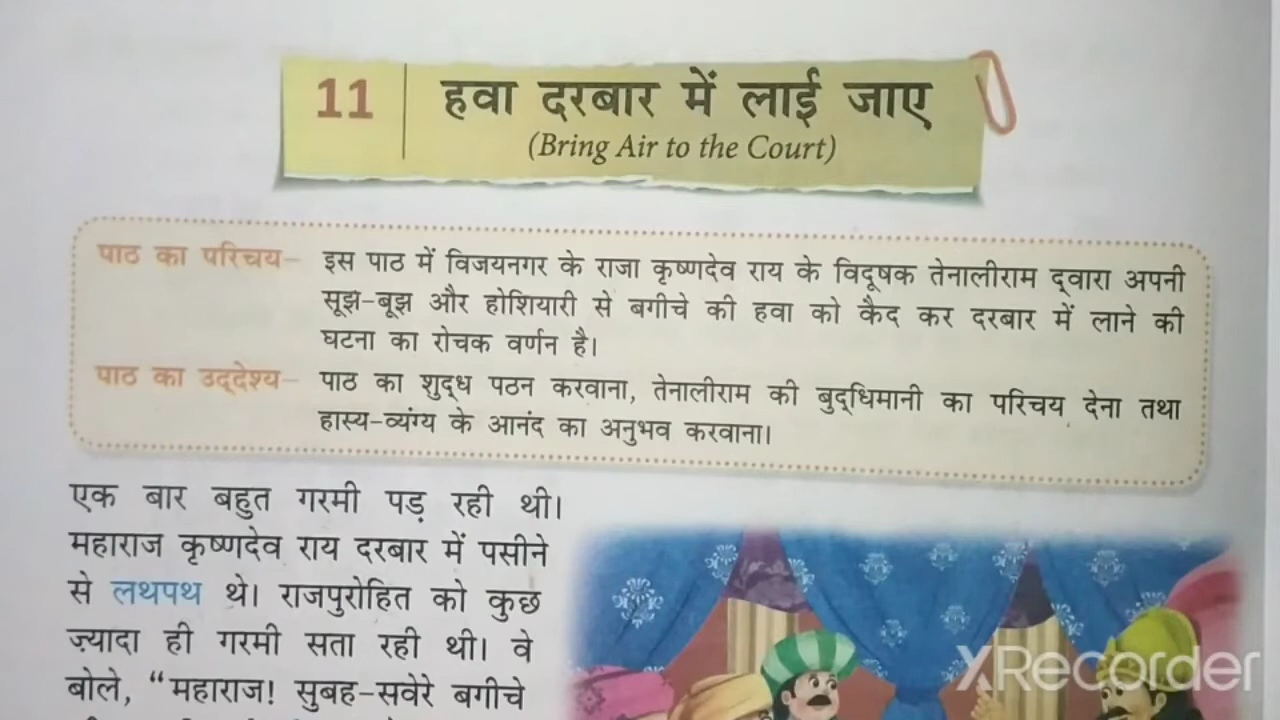 11 हवा दरबार में लाई जाए
(Bring Air to the Court)
पाठ का परिचय– इस पाठ में विजयनगर के राजा कृष्णदेव राय के विदूषक तेनालीराम द्वारा अपनी
सूझ-बूझ और होशियारी से बगीचे की हवा को कैद कर दरबार में लाने की
घटना का रोचक वर्णन है।
पाठ का उद्देश्य– पाठ का शुद्ध पठन करवाना, तेनालीराम की बुद्धिमानी का परिचय देना तथा
हास्य-व्यंग्य के आनंद का अनुभव करवाना।
एक बार बहुत गरमी पड़ रही थी।
महाराज कृष्णदेव राय दरबार में पसीने
से लथपथ थे। राजपुरोहित को कुछ
ज़्यादा ही गरमी सता रही थी। वे
बोले, “महाराज! सुबह-सवेरे बगीचे
XRecorder